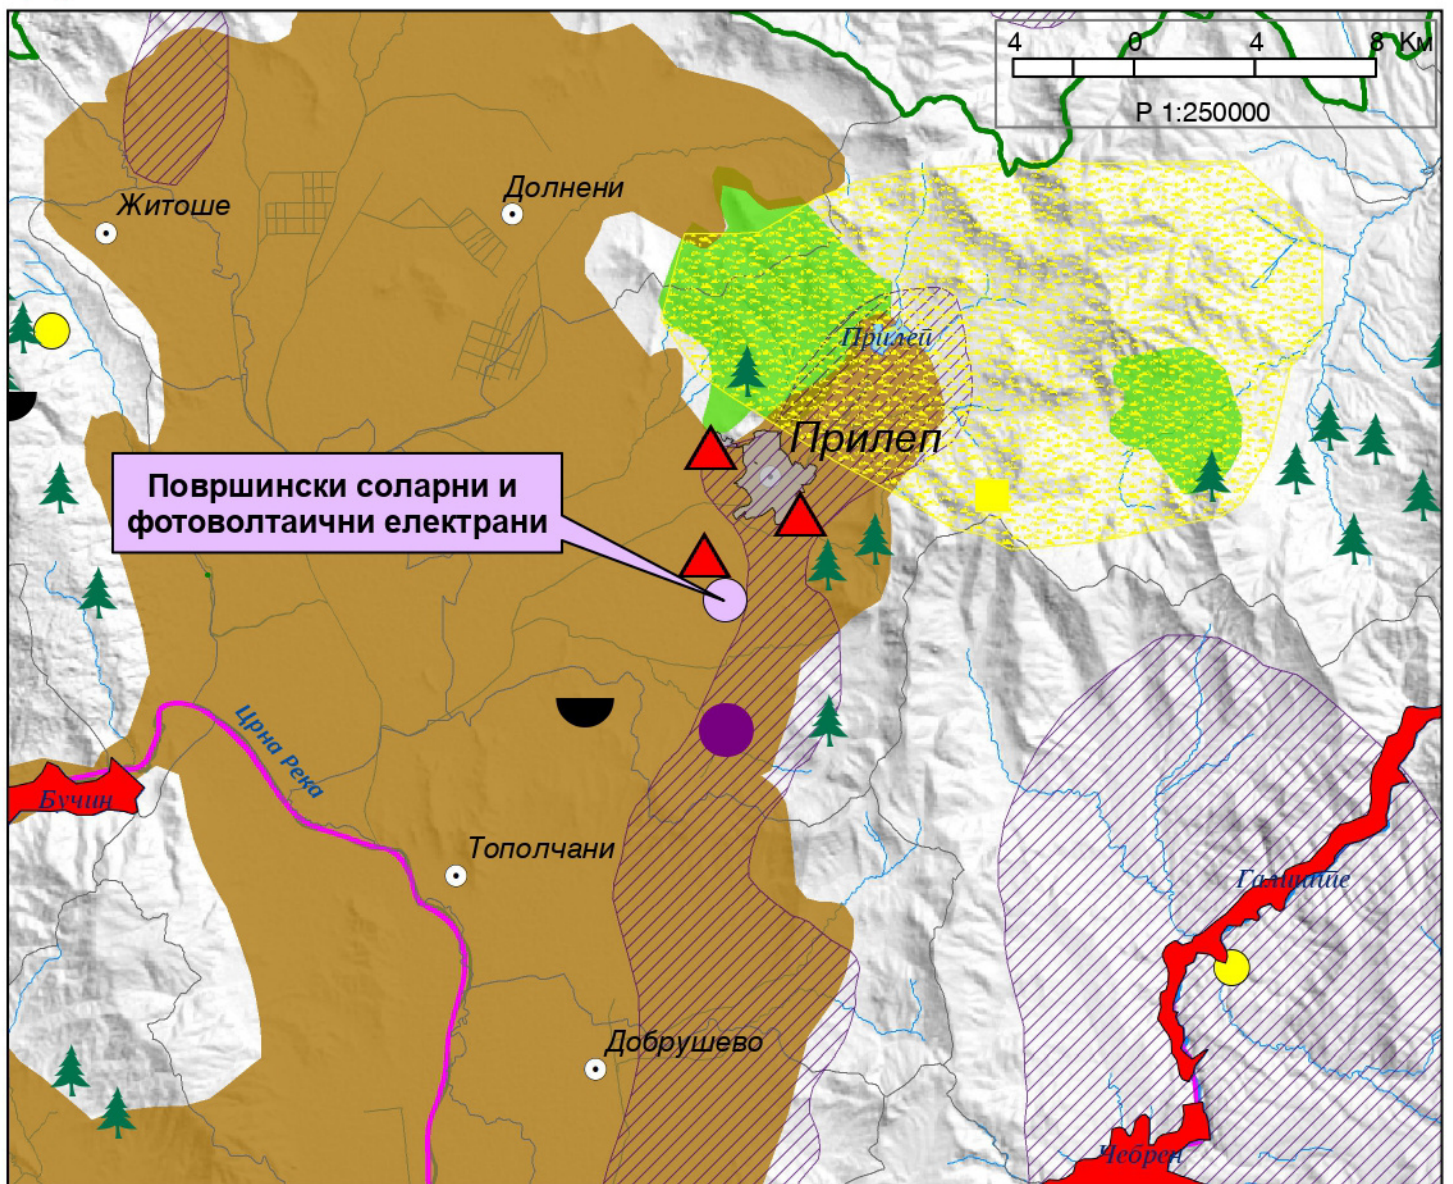 4 0 4 8 Км
Р 1:250000
Долнени
Житоше
Прилеп
Прилеп
Површински соларни и
фотоволтаични електрани
Црна Река
Бучин
Тополчани
Галиште
Добрушево
Чебрен